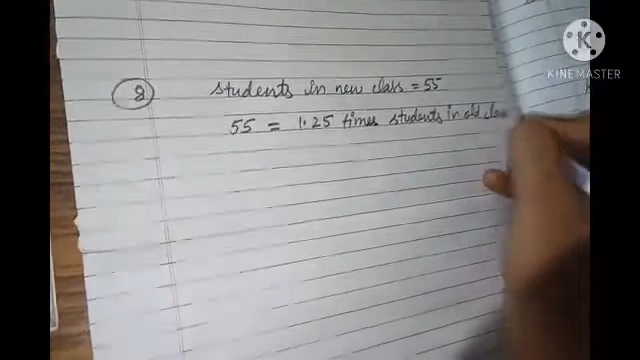 8
students in new class = 55
55 = 1.25 times students in old
KINEMASTER